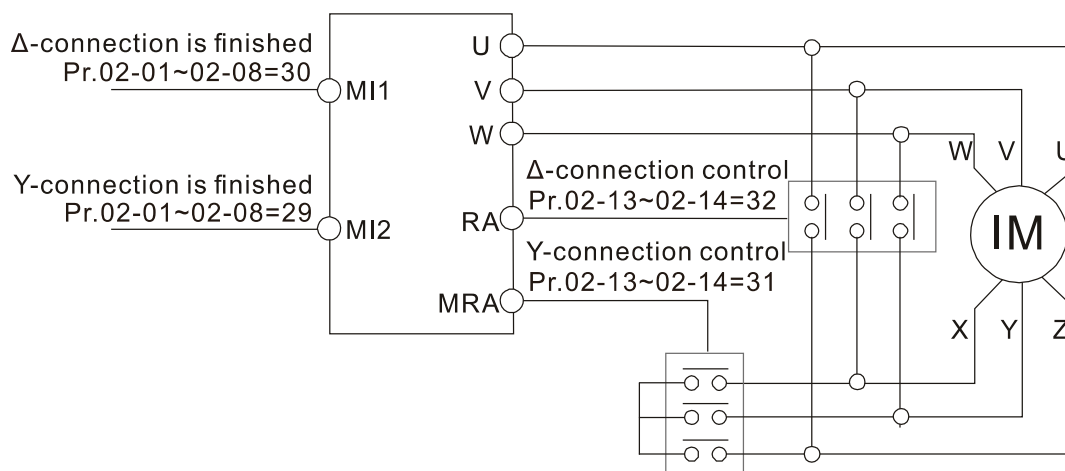 Δ-connection is finished
Pr.02-01~02-08=30
MI1
Y-connection is finished
Pr.02-01~02-08=29
MI2
U
V
W
RA
MRA
Δ-connection control
Pr.02-13~02-14=32
Y-connection control
Pr.02-13~02-14=31
W V U
IM
X Y Z